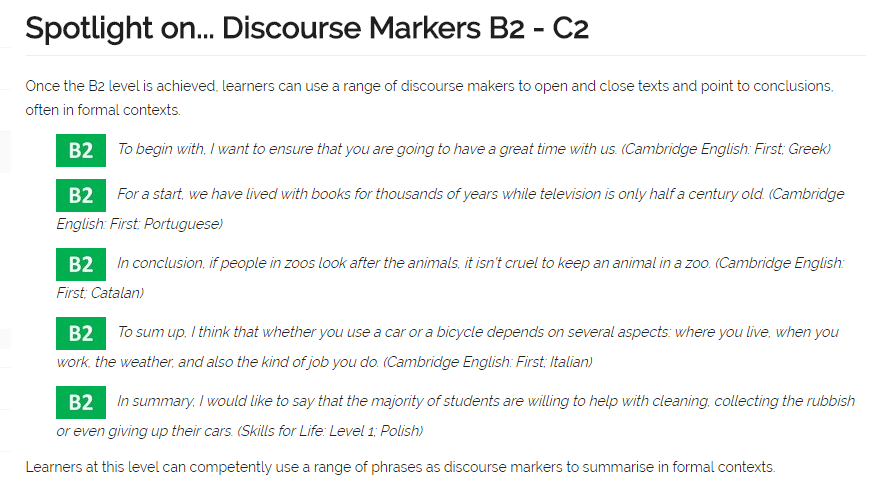 Spotlight on... Discourse Markers B2 - C2
Once the B2 level is achieved, learners can use a range of discourse makers to open and close texts and point to conclusions,
often in formal contexts.
B2 To begin with, I want to ensure that you are going to have a great time with us. (Cambridge English: First; Greek)
B2 For a start, we have lived with books for thousands of years while television is only half a century old. (Cambridge
English: First; Portuguese)
B2 In conclusion, if people in zoos look after the animals, it isn't cruel to keep an animal in a zoo. (Cambridge English:
First; Catalan)
B2 To sum up, I think that whether you use a car or a bicycle depends on several aspects: where you live, when you
work, the weather, and also the kind of job you do. (Cambridge English: First; Italian)
B2 In summary, I would like to say that the majority of students are willing to help with cleaning, collecting the rubbish
or even giving up their cars. (Skills for Life: Level 1; Polish)
Learners at this level can competently use a range of phrases as discourse markers to summarise in formal contexts.